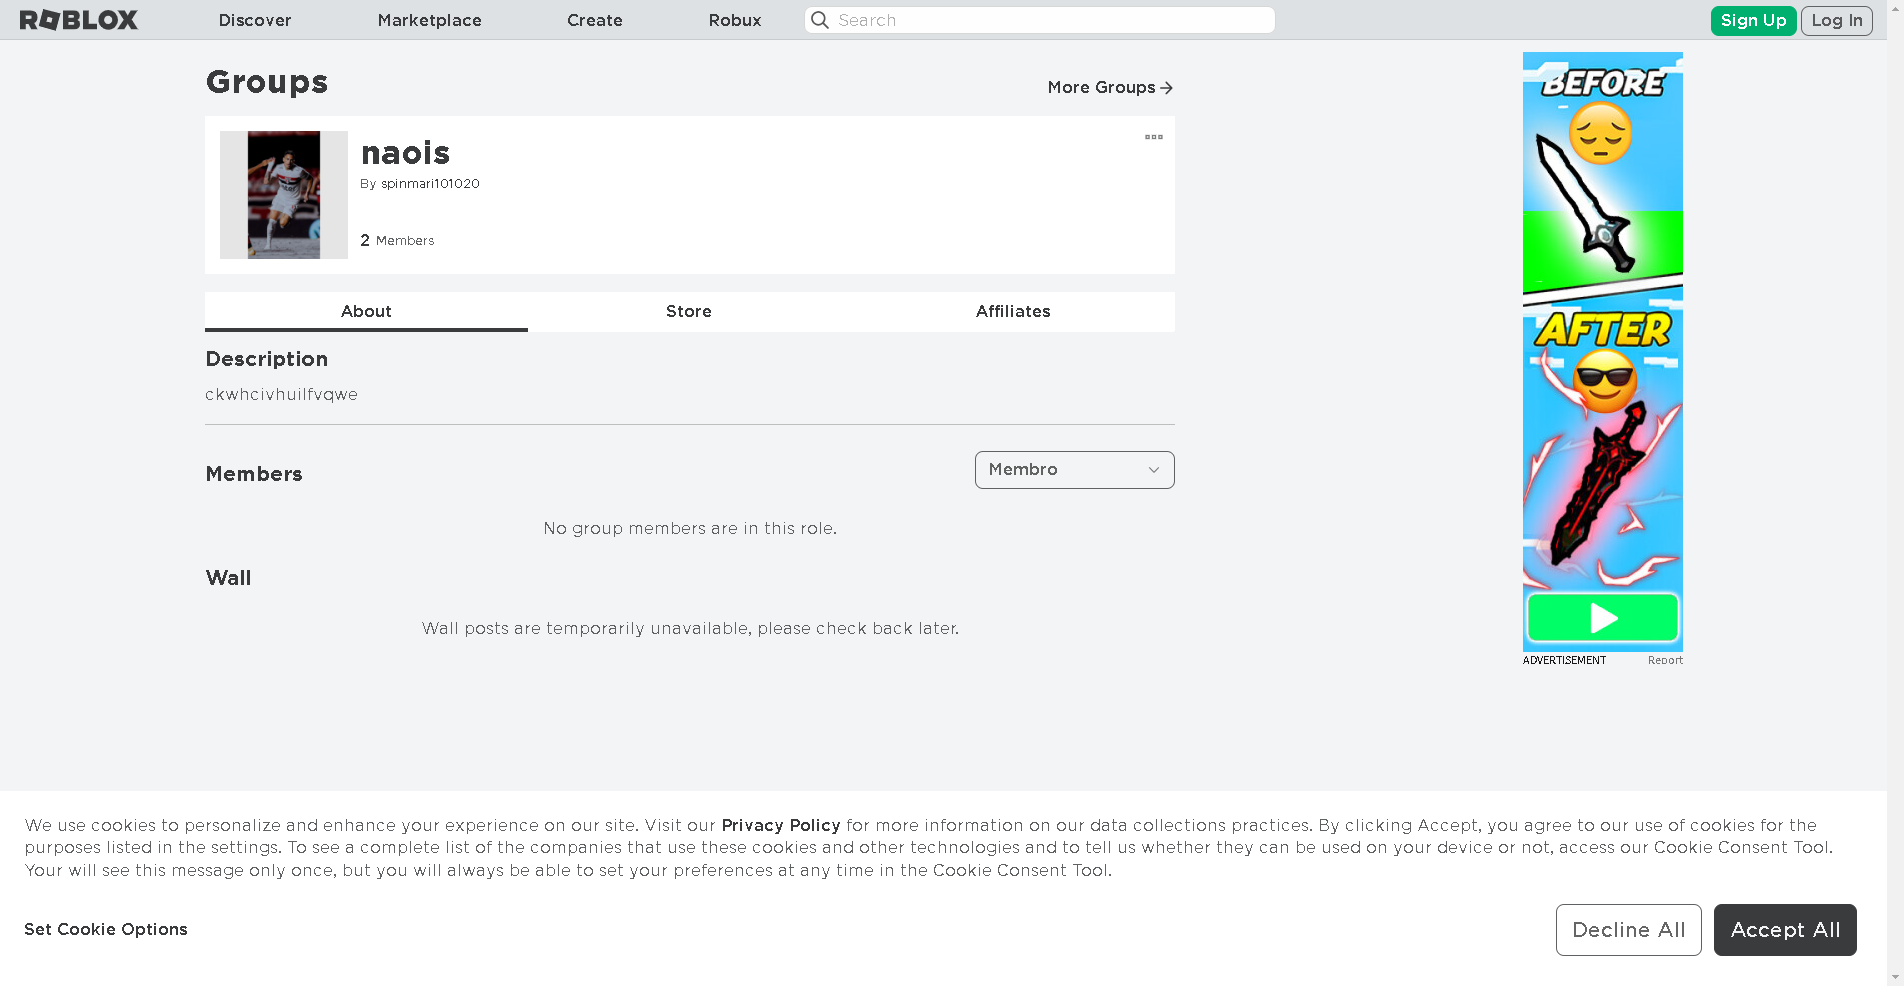 ROBLOX Discover Marketplace Create Robux Search Sign Up Log In
Groups
More Groups
naois
By spinmari101020
2 Members
About Store Affiliates
Description
ckwhcivhuilfvqwe
Members
Membro
No group members are in this role.
Wall
Wall posts are temporarily unavailable, please check back later.
BEFORE
AFTER
ADVERTISEMENT Report
We use cookies to personalize and enhance your experience on our site. Visit our Privacy Policy for more information on our data collections practices. By clicking Accept, you agree to our use of cookies for the
purposes listed in the settings. To see a complete list of the companies that use these cookies and other technologies and to tell us whether they can be used on your device or not, access our Cookie Consent Tool.
Your will see this message only once, but you will always be able to set your preferences at any time in the Cookie Consent Tool.
Set Cookie Options
Decline All
Accept All